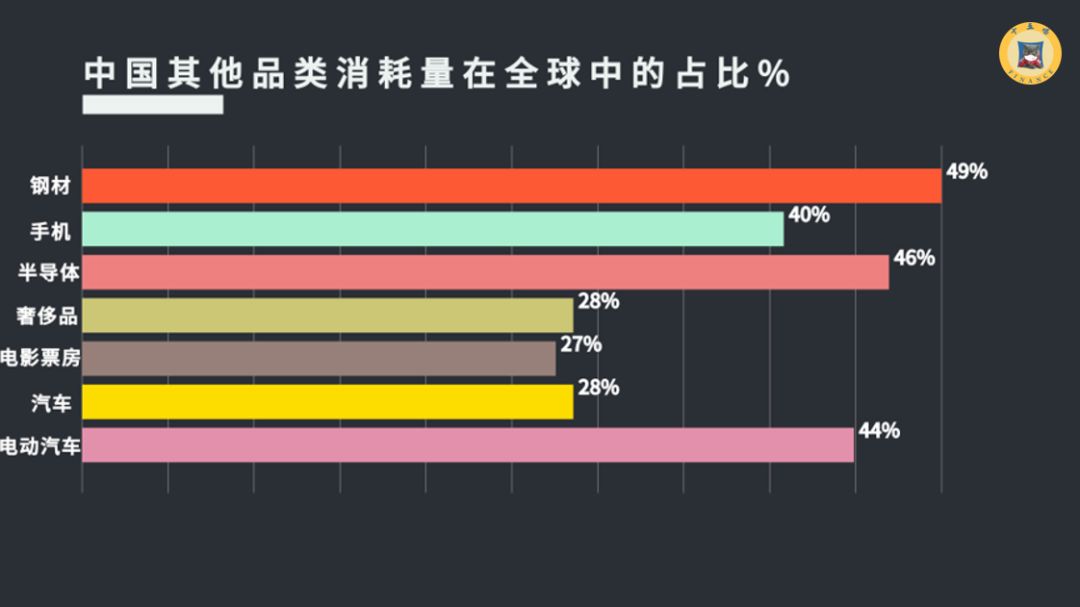 中国其他品类消耗量在全球中的占比%
钢材 49%
手机 40%
半导体 46%
奢侈品 28%
电影票房 27%
汽车 28%
电动汽车 44%
FINANCE